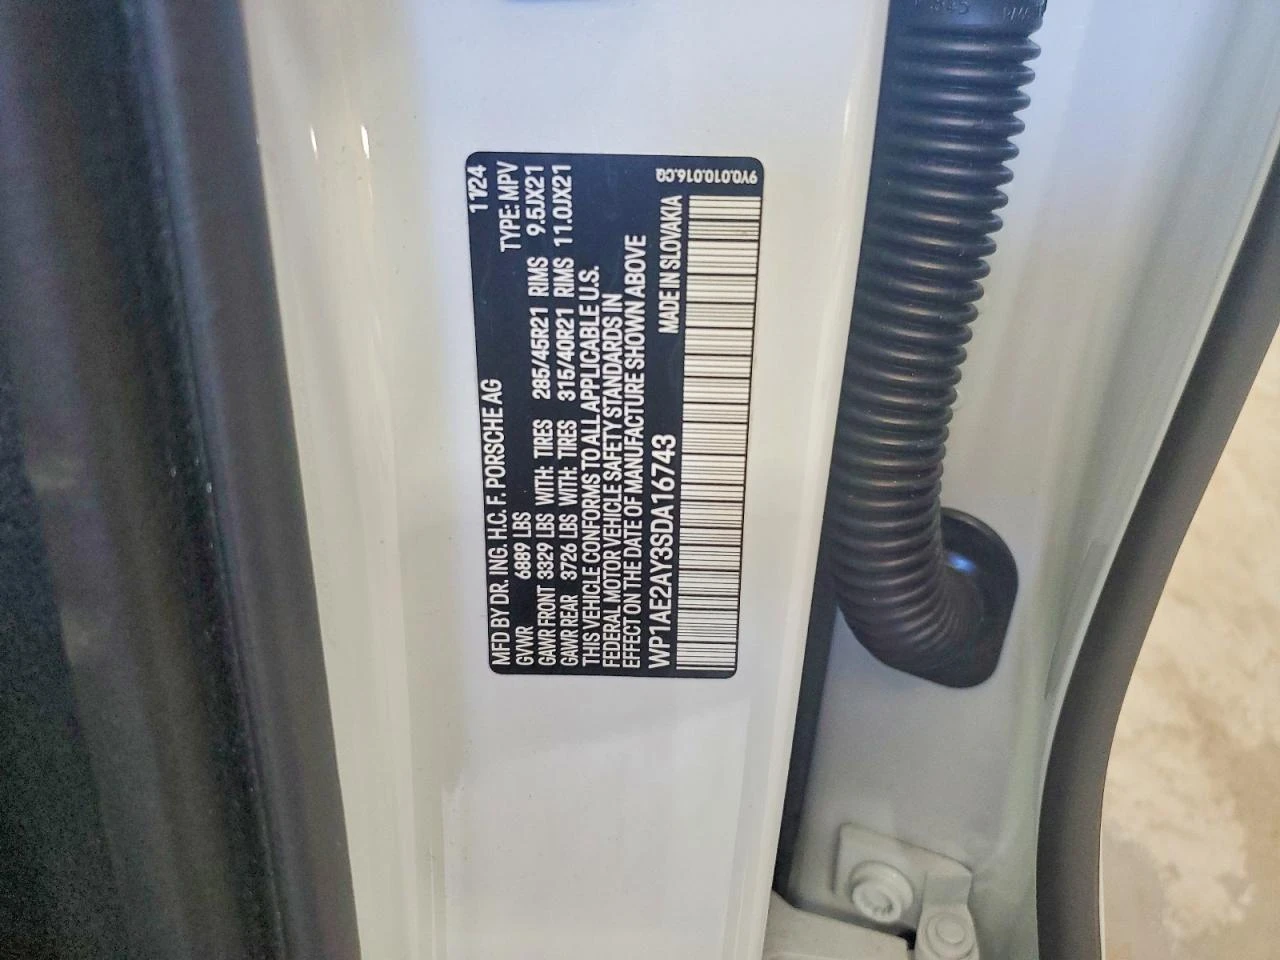 MFD BY DR. ING. H.C. F. PORSCHE AG 11/24
GVWR 6889 LBS TYPE: MPV
GAWR FRONT 3329 LBS WITH: TIRES 285/45R21 RIMS 9.5JX21
GAWR REAR 3726 LBS WITH: TIRES 315/40R21 RIMS 11.0JX21
THIS VEHICLE CONFORMS TO ALL APPLICABLE U.S.
FEDERAL MOTOR VEHICLE SAFETY STANDARDS IN
EFFECT ON THE DATE OF MANUFACTURE SHOWN ABOVE
WP1AE2AY3SDA16743 MADE IN SLOVAKIA
9Y0.010.016.CQ